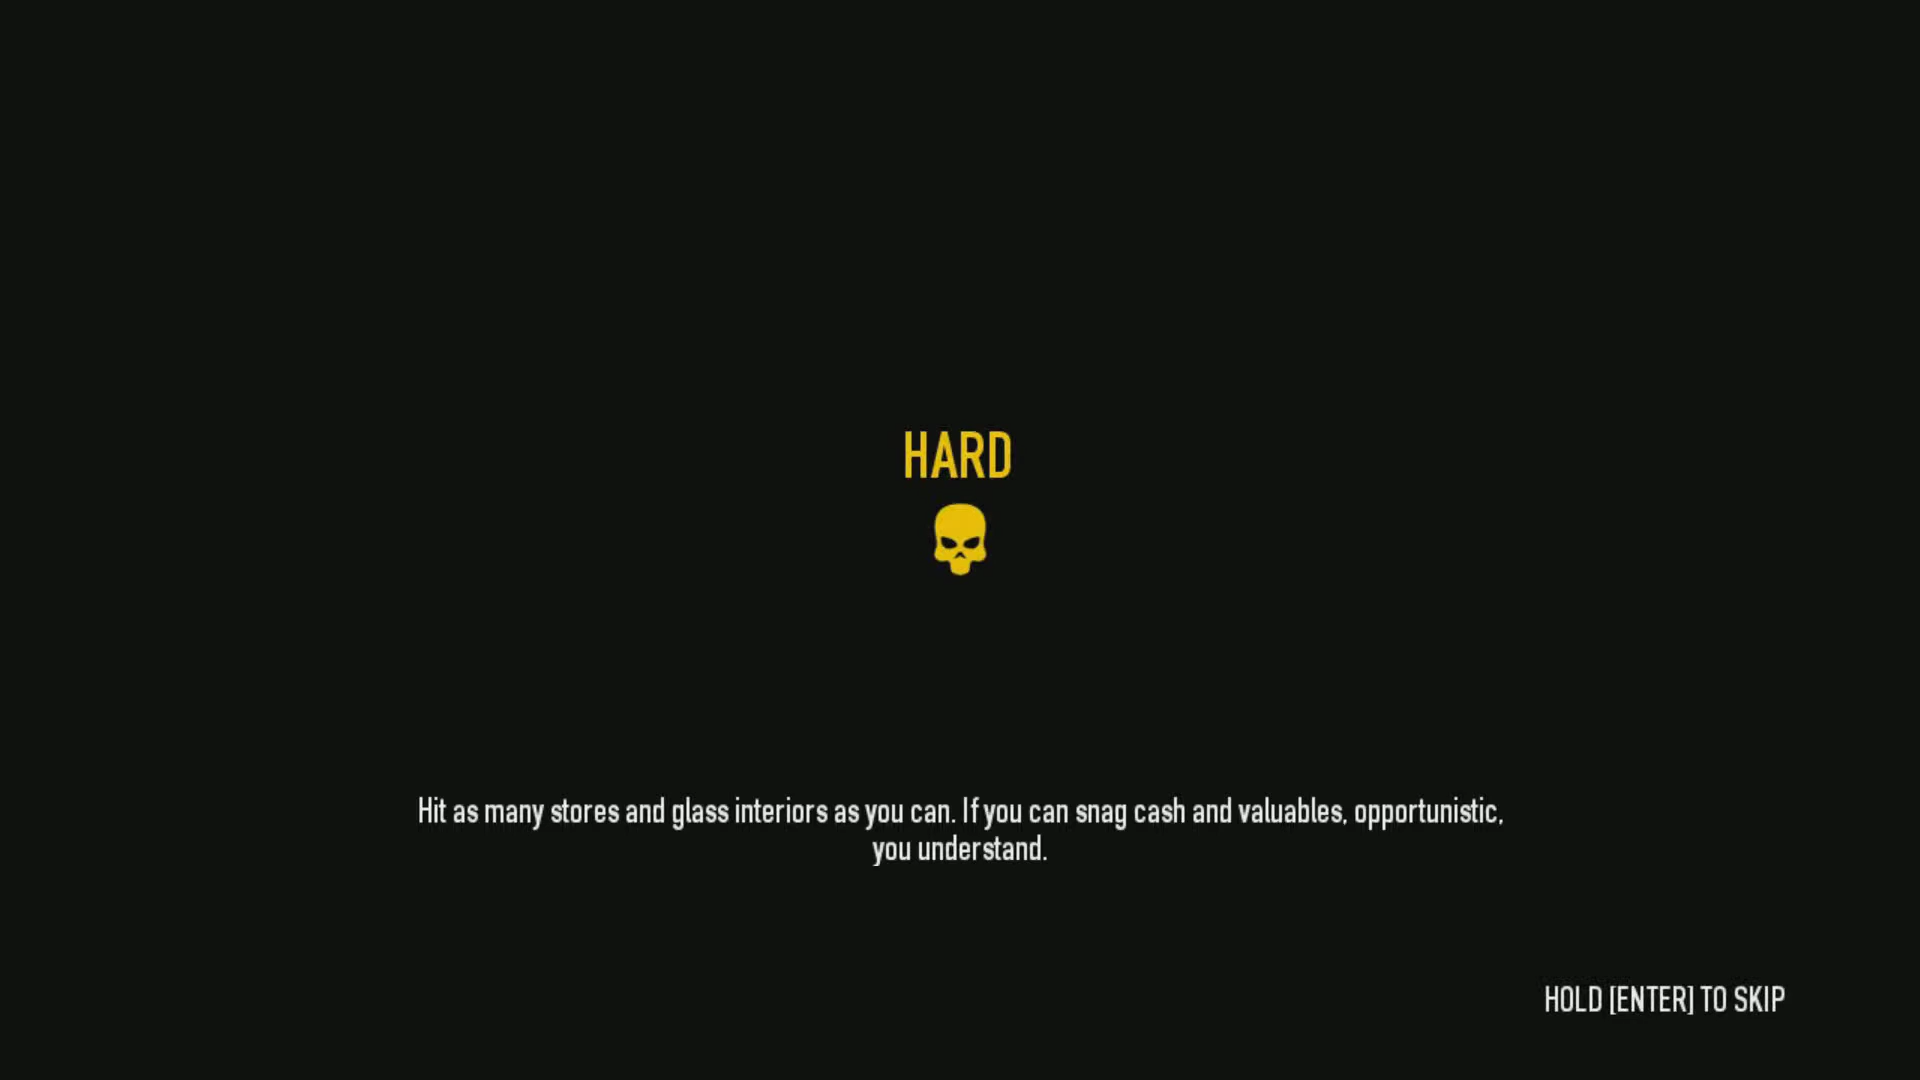 HARD
Hit as many stores and glass interiors as you can. If you can snag cash and valuables, opportunistic,
you understand.
HOLD [ENTER] TO SKIP